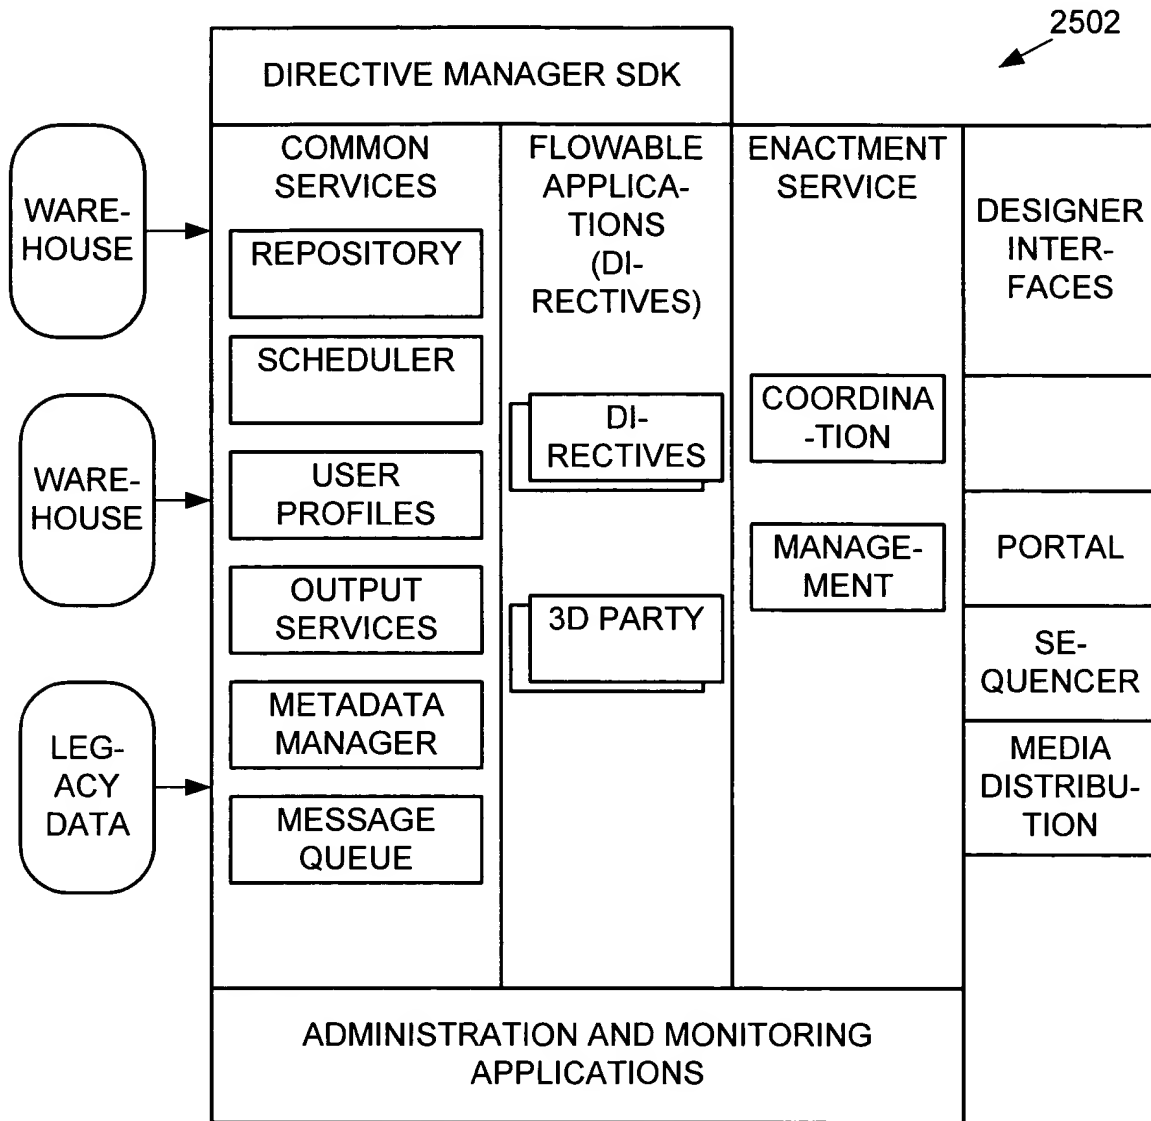 2502
DIRECTIVE MANAGER SDK
WARE-
HOUSE
WARE-
HOUSE
LEG-
ACY
DATA
COMMON
SERVICES
REPOSITORY
SCHEDULER
USER
PROFILES
OUTPUT
SERVICES
METADATA
MANAGER
MESSAGE
QUEUE
FLOWABLE
APPLICA-
TIONS
(DI-
RECTIVES)
DI-
RECTIVES
3D PARTY
ENACTMENT
SERVICE
COORDINA
-TION
MANAGE-
MENT
DESIGNER
INTER-
FACES
PORTAL
SE-
QUENCER
MEDIA
DISTRIBU-
TION
ADMINISTRATION AND MONITORING
APPLICATIONS